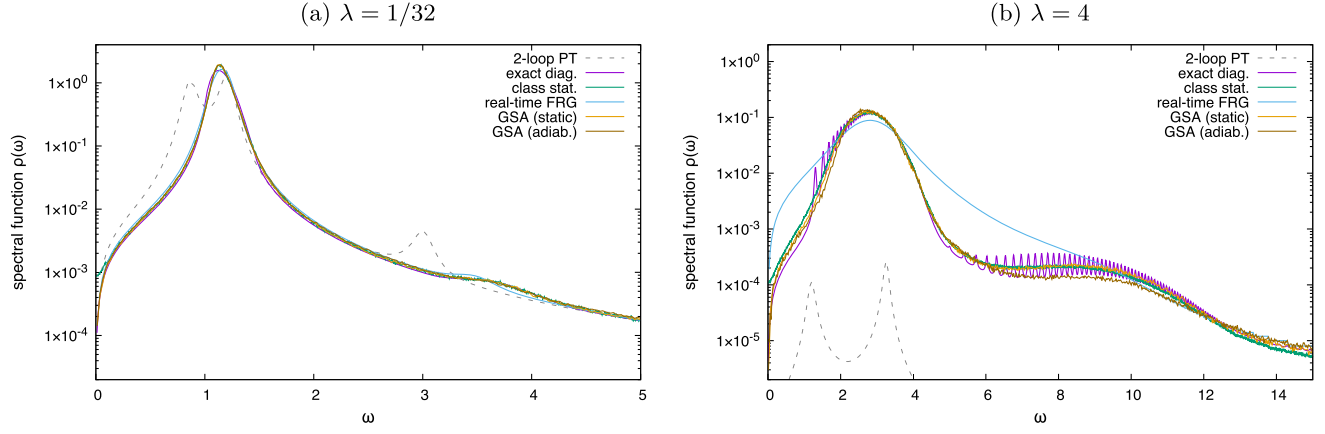 (a) λ = 1/32
spectral function ρ(ω)
1×10⁰
1×10⁻¹
1×10⁻²
1×10⁻³
1×10⁻⁴
2-loop PT
exact diag.
class stat.
real-time FRG
GSA (static)
GSA (adiab.)
0 1 2 3 4 5
ω
(b) λ = 4
spectral function ρ(ω)
1×10⁰
1×10⁻¹
1×10⁻²
1×10⁻³
1×10⁻⁴
1×10⁻⁵
2-loop PT
exact diag.
class stat.
real-time FRG
GSA (static)
GSA (adiab.)
0 2 4 6 8 10 12 14
ω